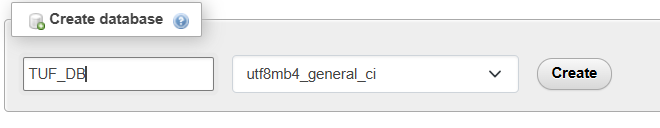 Create database
TUF_DB
utf8mb4_general_ci
Create